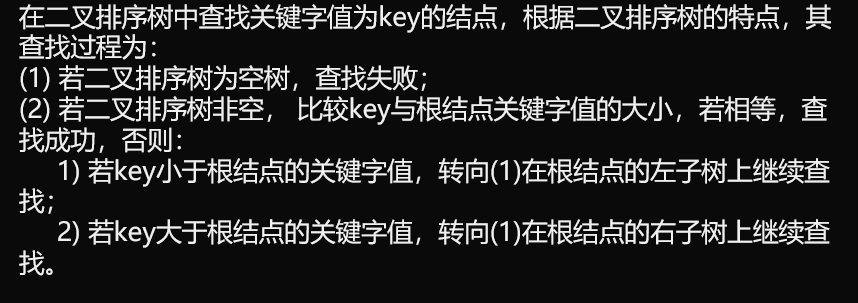 在二叉排序树中查找关键字值为key的结点，根据二叉排序树的特点，其
查找过程为：
(1) 若二叉排序树为空树，查找失败；
(2) 若二叉排序树非空， 比较key与根结点关键字值的大小，若相等，查
找成功，否则：
1) 若key小于根结点的关键字值，转向(1)在根结点的左子树上继续查
找；
2) 若key大于根结点的关键字值，转向(1)在根结点的右子树上继续查
找。